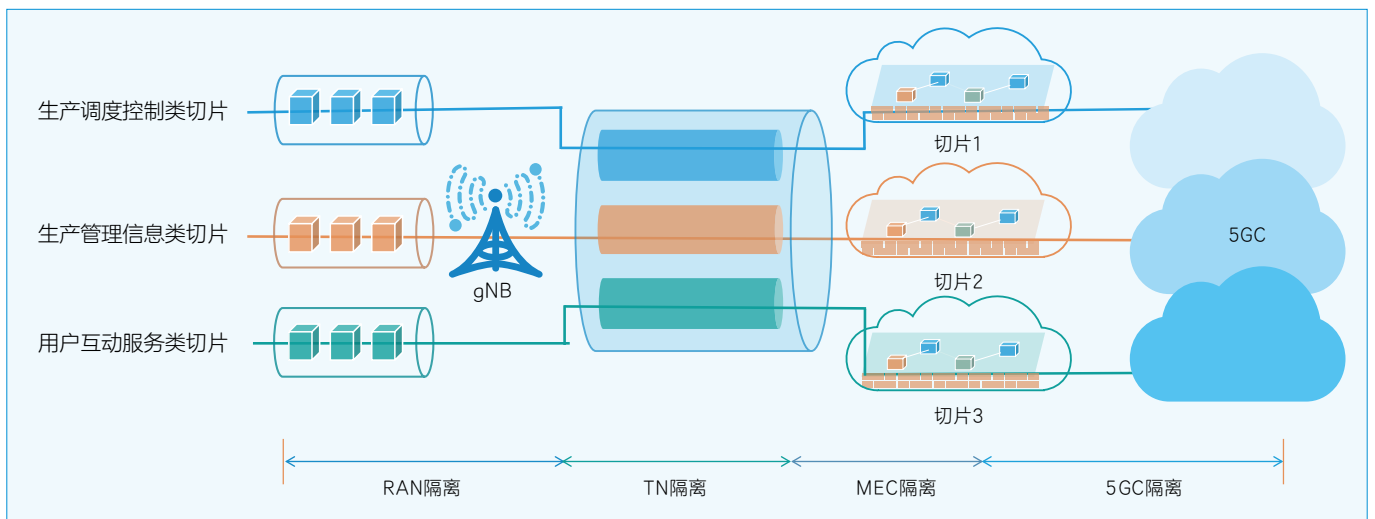 生产调度控制类切片
切片1
生产管理信息类切片
5GC
gNB
切片2
用户互动服务类切片
切片3
RAN隔离
TN隔离
MEC隔离
5GC隔离